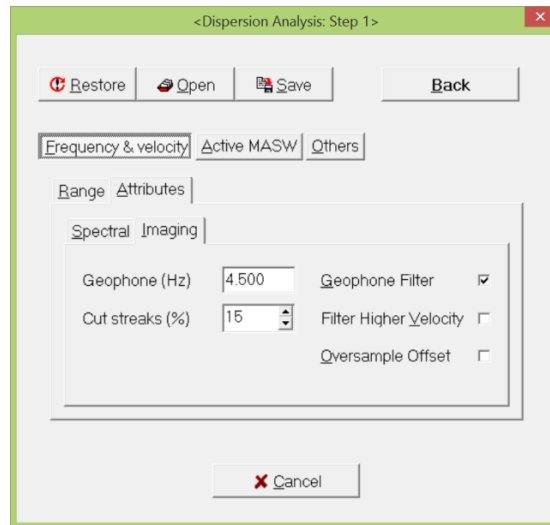 <Dispersion Analysis: Step 1>
Restore Open Save Back
Frequency & velocity Active MASW Others
Range Attributes
Spectral Imaging
Geophone (Hz) 4.500 Geophone Filter
Cut streaks (%) 15 Filter Higher Velocity
Oversample Offset
Cancel